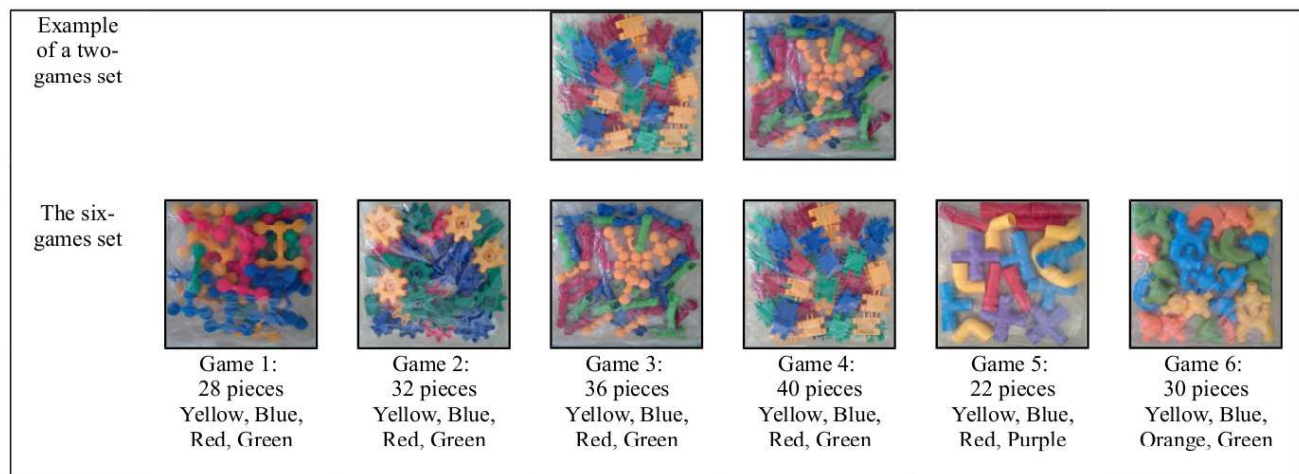 Example
of a two-
games set
The six-
games set
Game 1:
28 pieces
Yellow, Blue,
Red, Green
Game 2:
32 pieces
Yellow, Blue,
Red, Green
Game 3:
36 pieces
Yellow, Blue,
Red, Green
Game 4:
40 pieces
Yellow, Blue,
Red, Green
Game 5:
22 pieces
Yellow, Blue,
Red, Purple
Game 6:
30 pieces
Yellow, Blue,
Orange, Green